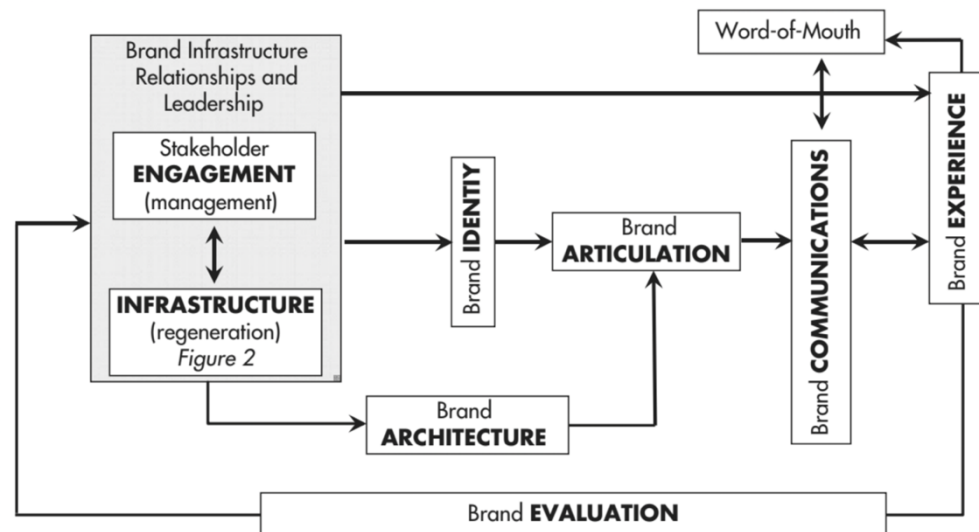 Word-of-Mouth
Brand Infrastructure
Relationships and
Leadership
Stakeholder
ENGAGEMENT
(management)
INFRASTRUCTURE
(regeneration)
Figure 2
Brand IDENTIY
Brand
ARTICULATION
Brand COMMUNICATIONS
Brand EXPERIENCE
Brand
ARCHITECTURE
Brand EVALUATION